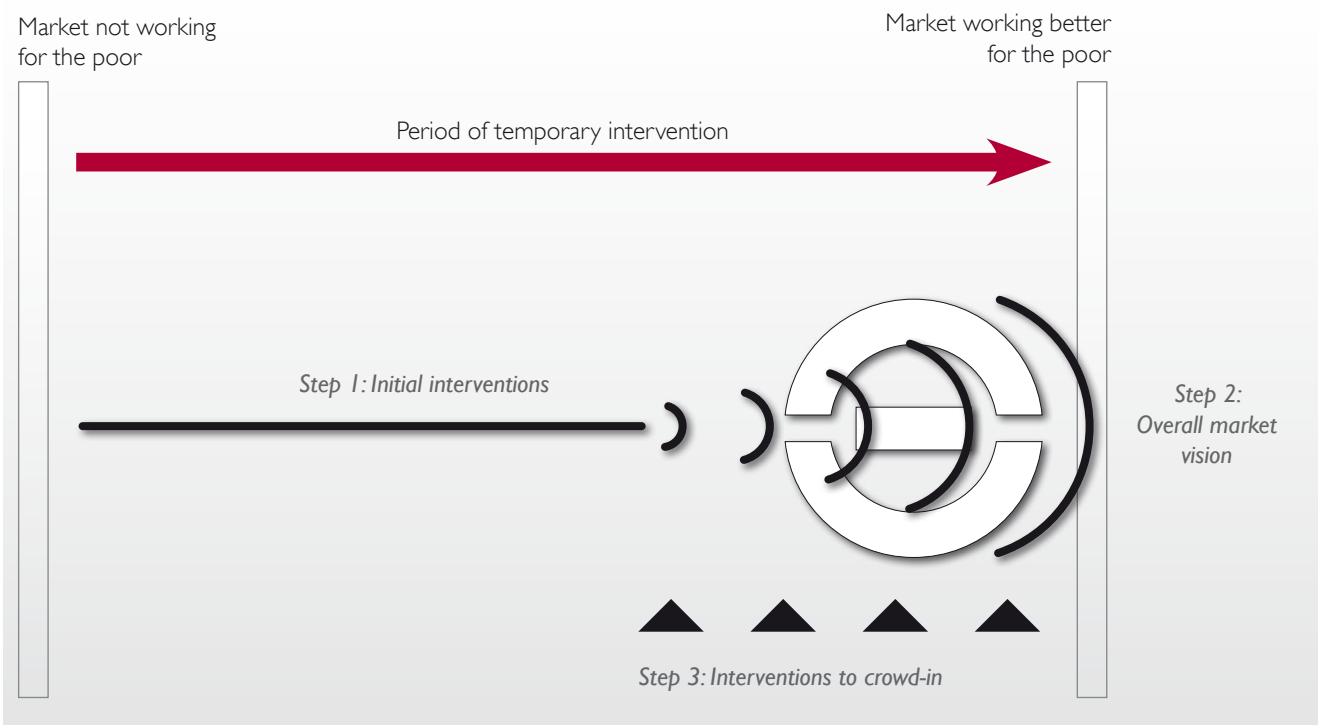 Market not working
for the poor
Market working better
for the poor
Period of temporary intervention
Step 1: Initial interventions
Step 2:
Overall market
vision
Step 3: Interventions to crowd-in